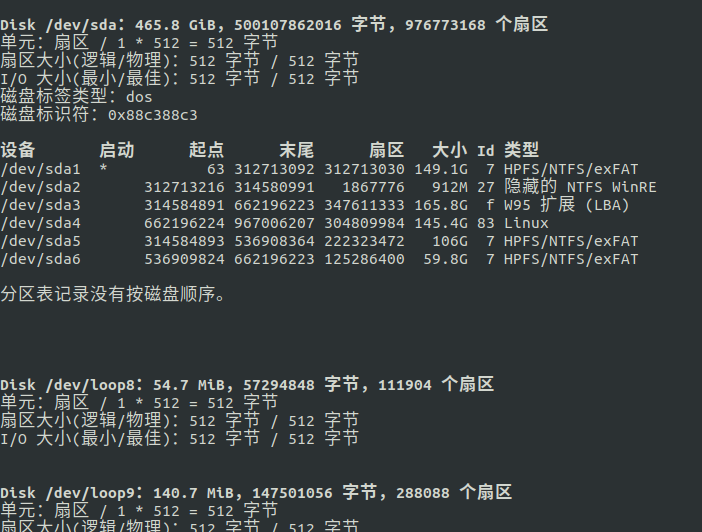 Disk /dev/sda：465.8 GiB，500107862016 字节，976773168 个扇区
单元：扇区 / 1 * 512 = 512 字节
扇区大小(逻辑/物理)：512 字节 / 512 字节
I/O 大小(最小/最佳)：512 字节 / 512 字节
磁盘标签类型：dos
磁盘标识符：0x88c388c3
设备 启动 起点 末尾 扇区 大小 Id 类型
/dev/sda1 * 63 312713092 312713030 149.1G 7 HPFS/NTFS/exFAT
/dev/sda2 312713216 314580991 1867776 912M 27 隐藏的 NTFS WinRE
/dev/sda3 314584891 662196223 347611333 165.8G f W95 扩展 (LBA)
/dev/sda4 662196224 967006207 304809984 145.4G 83 Linux
/dev/sda5 314584893 536908364 222323472 106G 7 HPFS/NTFS/exFAT
/dev/sda6 536909824 662196223 125286400 59.8G 7 HPFS/NTFS/exFAT
分区表记录没有按磁盘顺序。
Disk /dev/loop8：54.7 MiB，57294848 字节，111904 个扇区
单元：扇区 / 1 * 512 = 512 字节
扇区大小(逻辑/物理)：512 字节 / 512 字节
I/O 大小(最小/最佳)：512 字节 / 512 字节
Disk /dev/loop9：140.7 MiB，147501056 字节，288088 个扇区
单元：扇区 / 1 * 512 = 512 字节
扇区大小(逻辑/物理)：512 字节 / 512 字节